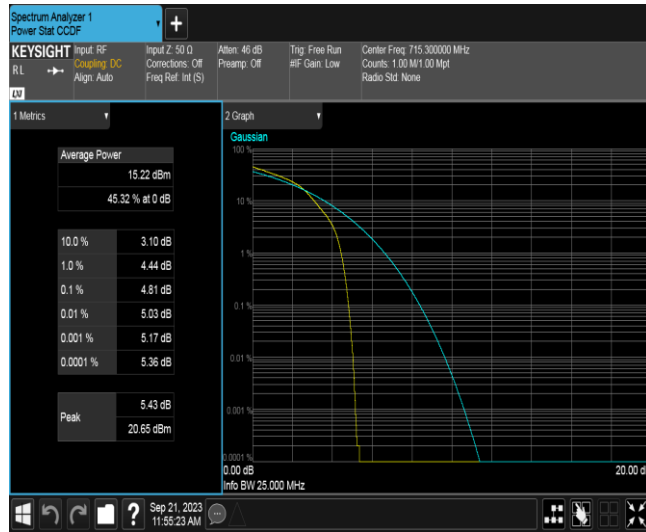 Spectrum Analyzer 1
Power Stat CCDF
+
KEYSIGHT
RL
LXI
Input: RF
Coupling: DC
Align: Auto
Input Z: 50 Ω
Corrections: Off
Freq Ref: Int (S)
Atten: 46 dB
Preamp: Off
Trig: Free Run
#IF Gain: Low
Center Freq: 715.300000 MHz
Counts: 1.00 M/1.00 Mpt
Radio Std: None
1 Metrics
Average Power
15.22 dBm
45.32 % at 0 dB
10.0 % 3.10 dB
1.0 % 4.44 dB
0.1 % 4.81 dB
0.01 % 5.03 dB
0.001 % 5.17 dB
0.0001 % 5.36 dB
Peak 5.43 dB
20.65 dBm
2 Graph
Gaussian
100 %
10 %
1 %
0.1 %
0.01 %
0.001 %
0.0001 %
0.00 dB
20.00 d
Info BW 25.000 MHz
?
Sep 21, 2023
11:55:23 AM